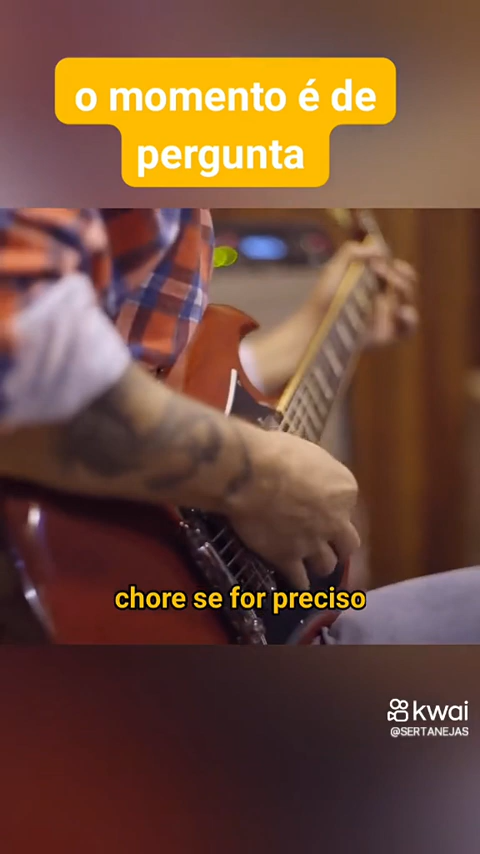 o momento é de
pergunta
chore se for preciso
kwai
@SERTANEJAS